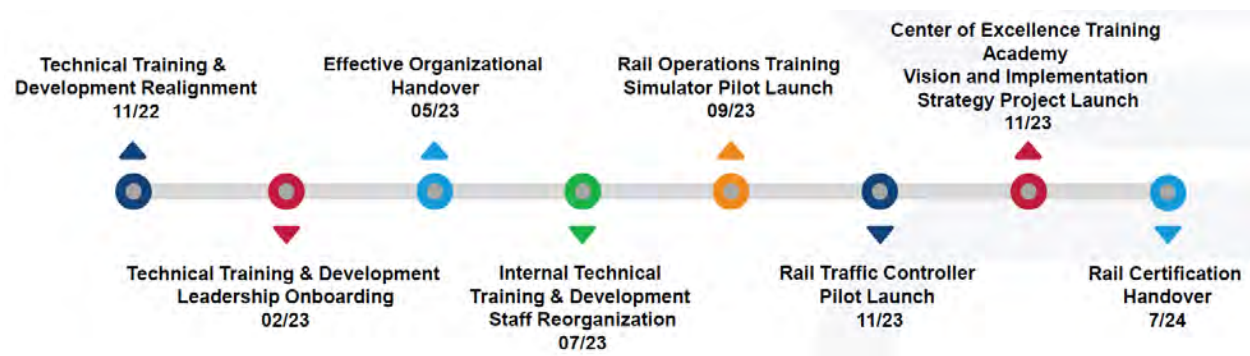 Technical Training &
Development Realignment
11/22
Technical Training & Development
Leadership Onboarding
02/23
Effective Organizational
Handover
05/23
Internal Technical
Training & Development
Staff Reorganization
07/23
Rail Operations Training
Simulator Pilot Launch
09/23
Rail Traffic Controller
Pilot Launch
11/23
Center of Excellence Training
Academy
Vision and Implementation
Strategy Project Launch
11/23
Rail Certification
Handover
7/24